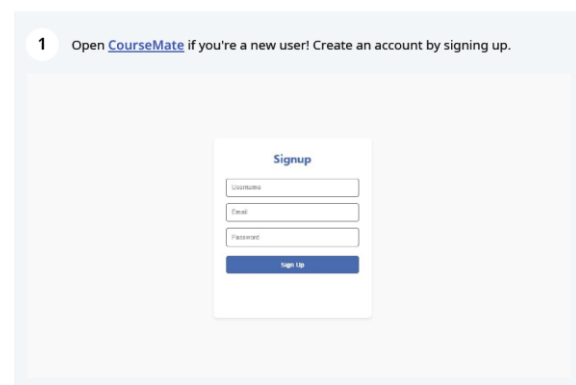 1 Open CourseMate if you're a new user! Create an account by signing up.
Signup
Username
Email
Password
Sign Up